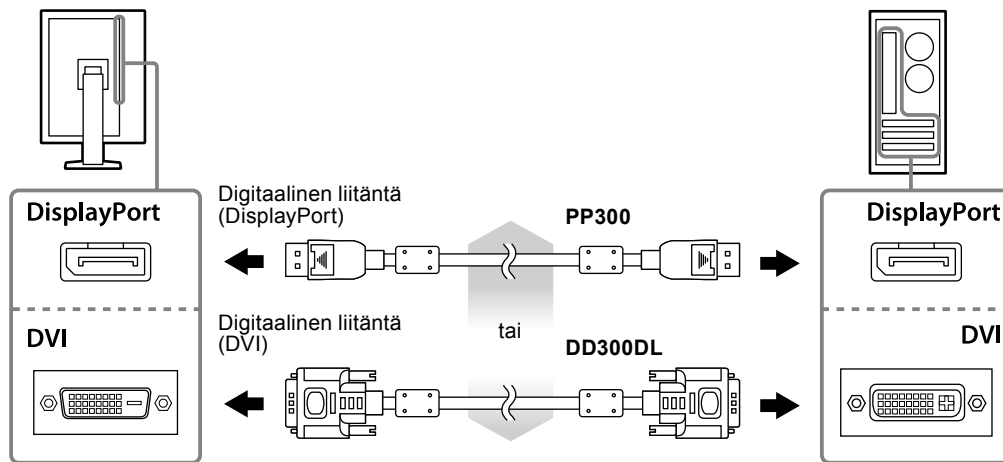 DisplayPort
Digitaalinen liitäntä
(DisplayPort)
PP300
DisplayPort
DVI
Digitaalinen liitäntä
(DVI)
tai
DD300DL
DVI